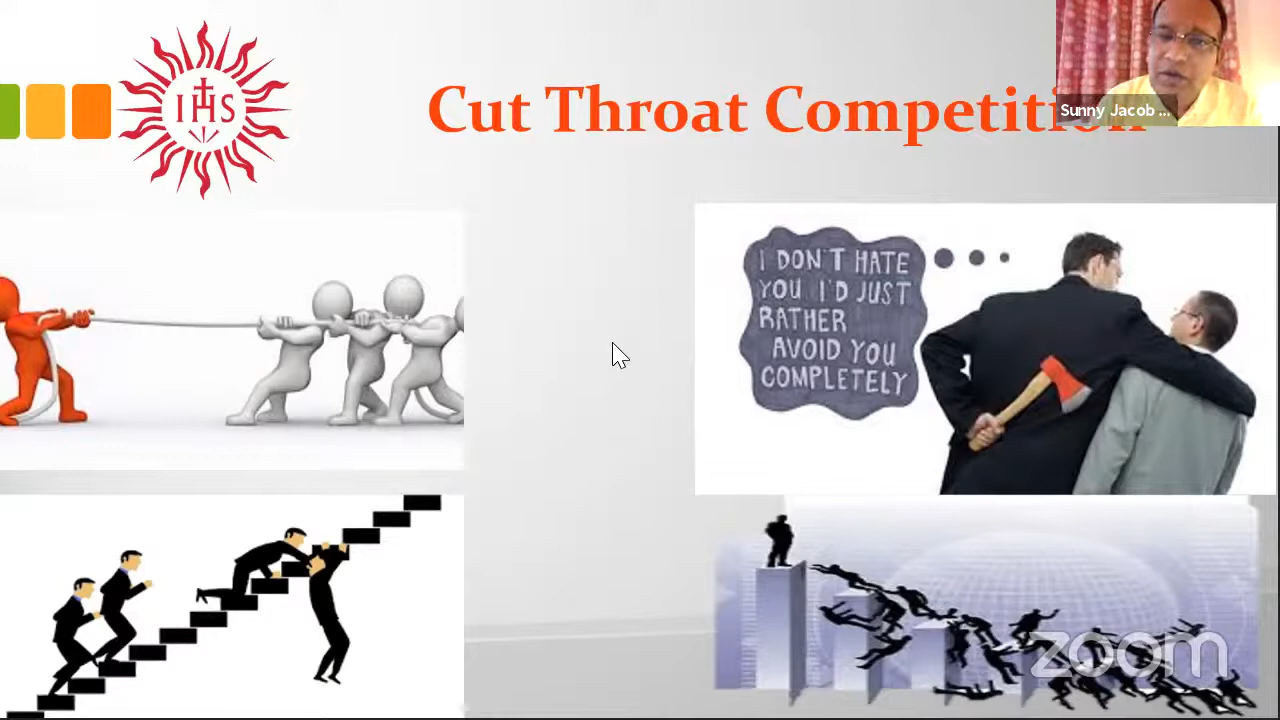 IHS
Cut Throat Competition
Sunny Jacob ...
I DON'T HATE
YOU I'D JUST
RATHER
AVOID YOU
COMPLETELY
zoom